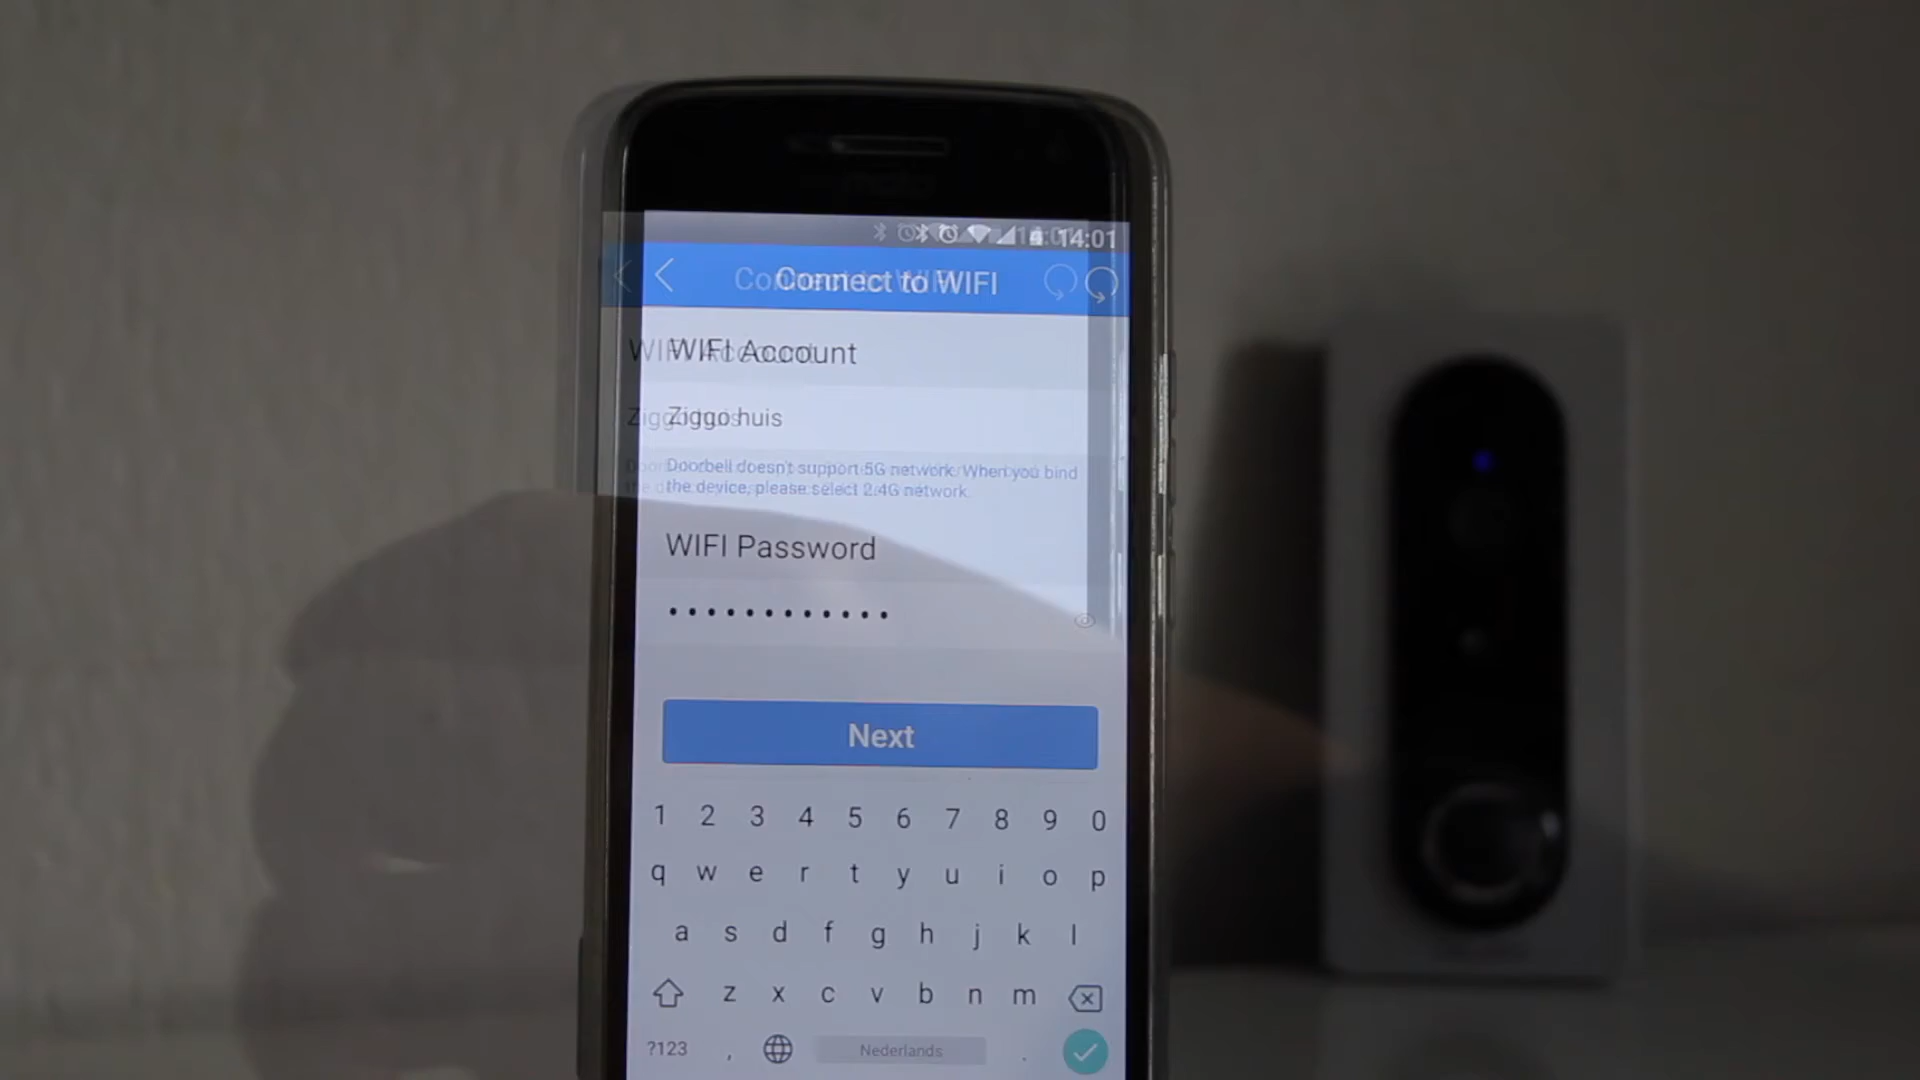 14:01
Connect to WIFI
WIFI Account
Ziggo huis
Doorbell doesn't support 5G network. When you bind
the device, please select 2.4G network.
WIFI Password
Next
1 2 3 4 5 6 7 8 9 0
q w e r t y u i o p
a s d f g h j k l
z x c v b n m
?123 , Nederlands .